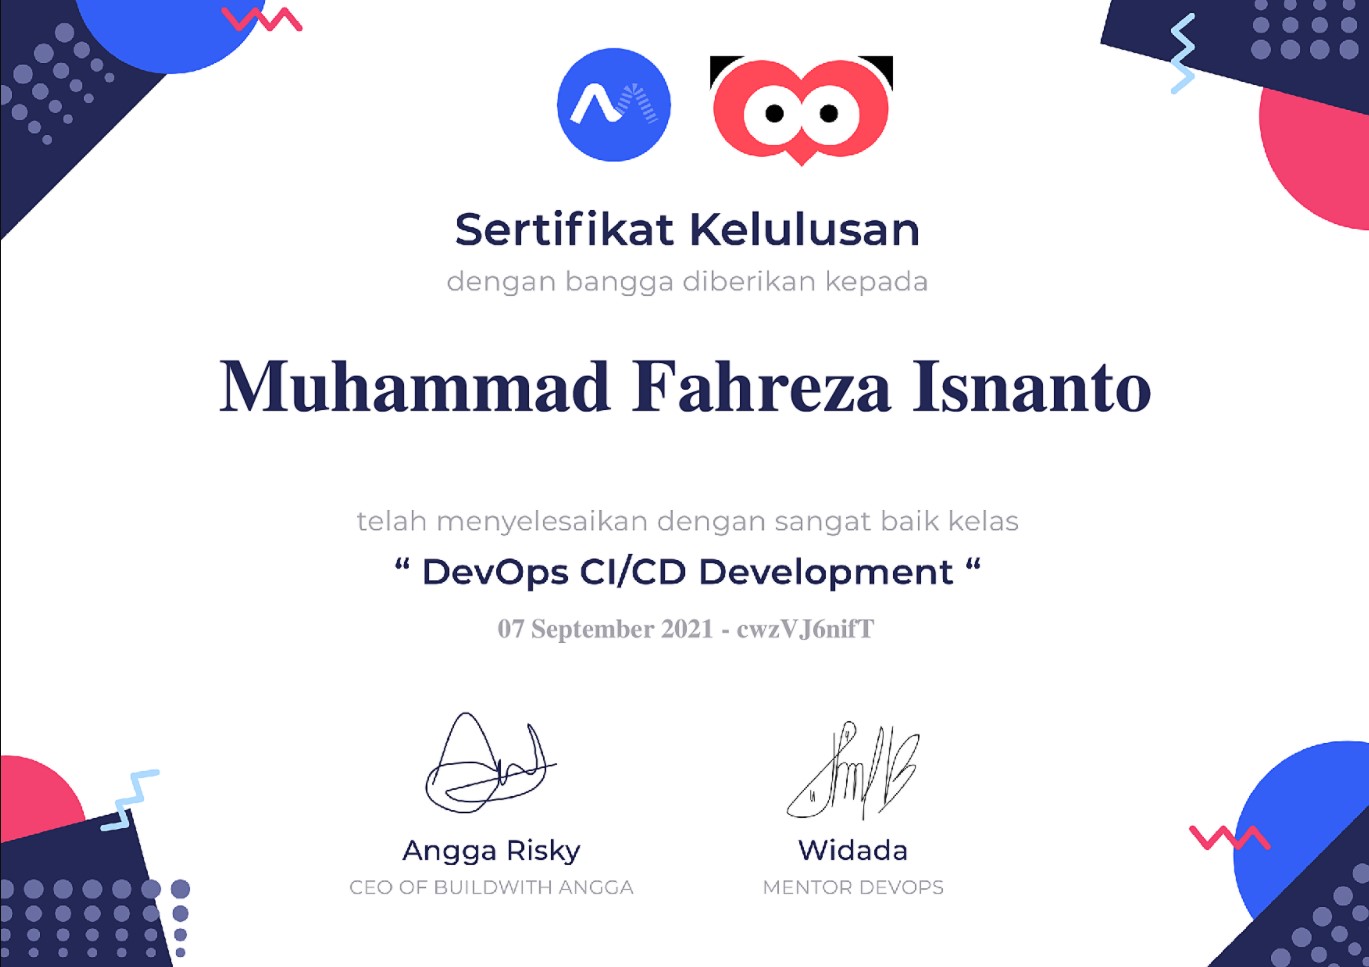 Sertifikat Kelulusan
dengan bangga diberikan kepada
Muhammad Fahreza Isnanto
telah menyelesaikan dengan sangat baik kelas
“ DevOps CI/CD Development “
07 September 2021 - cwzVJ6nifT
Angga Risky
CEO OF BUILDWITH ANGGA
Widada
MENTOR DEVOPS